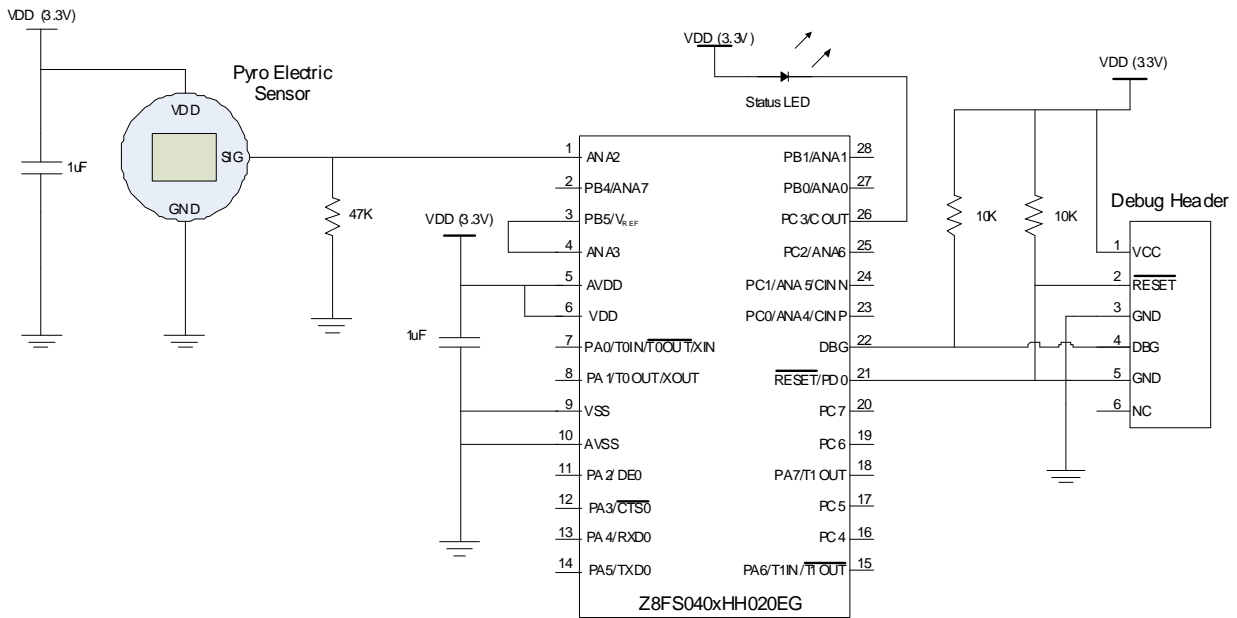 VDD (3.3V)
Pyro Electric
Sensor
VDD
SIG
GND
1uF
47K
VDD (3.3V)
1uF
VDD (3.3V)
Status LED
VDD (3.3V)
10K
10K
Debug Header
1 VCC
2 RESET
3 GND
4 DBG
5 GND
6 NC
1 ANA2
2 PB4/ANA7
3 PB5/VREF
4 ANA3
5 AVDD
6 VDD
7 PA0/T0IN/T0OUT/XIN
8 PA1/T0OUT/XOUT
9 VSS
10 AVSS
11 PA2/DE0
12 PA3/CTS0
13 PA4/RXD0
14 PA5/TXD0
PB1/ANA1 28
PB0/ANA0 27
PC3/COUT 26
PC2/ANA6 25
PC1/ANA5/CINN 24
PC0/ANA4/CINP 23
DBG 22
RESET/PD0 21
PC7 20
PC6 19
PA7/T1OUT 18
PC5 17
PC4 16
PA6/T1IN/T1OUT 15
Z8FS040xHH020EG